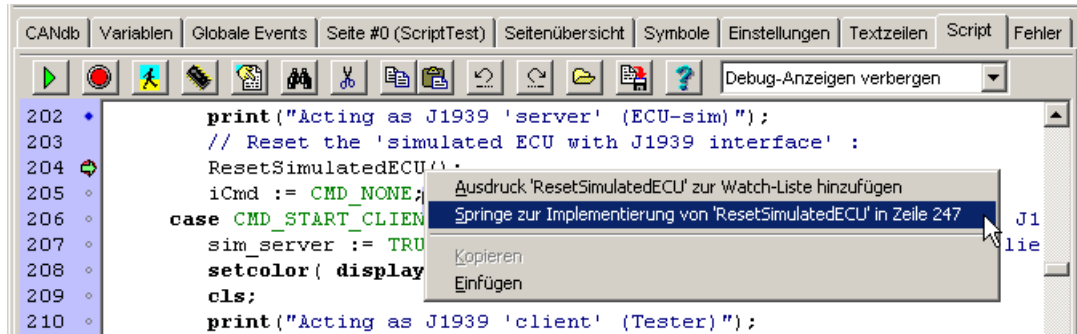 CANdb Variablen Globale Events Seite #0 (ScriptTest) Seitenübersicht Symbole Einstellungen Textzeilen Script Fehler
Debug-Anzeigen verbergen
202 print("Acting as J1939 'server' (ECU-sim)");
203 // Reset the 'simulated ECU with J1939 interface' :
204 ResetSimulatedECU();
205 iCmd := CMD_NONE;
Ausdruck 'ResetSimulatedECU' zur Watch-Liste hinzufügen
206 case CMD_START_CLIEN J1
Springe zur Implementierung von 'ResetSimulatedECU' in Zeile 247
207 sim_server := TRU lie
Kopieren
208 setcolor( display
Einfügen
209 cls;
210 print("Acting as J1939 'client' (Tester)");